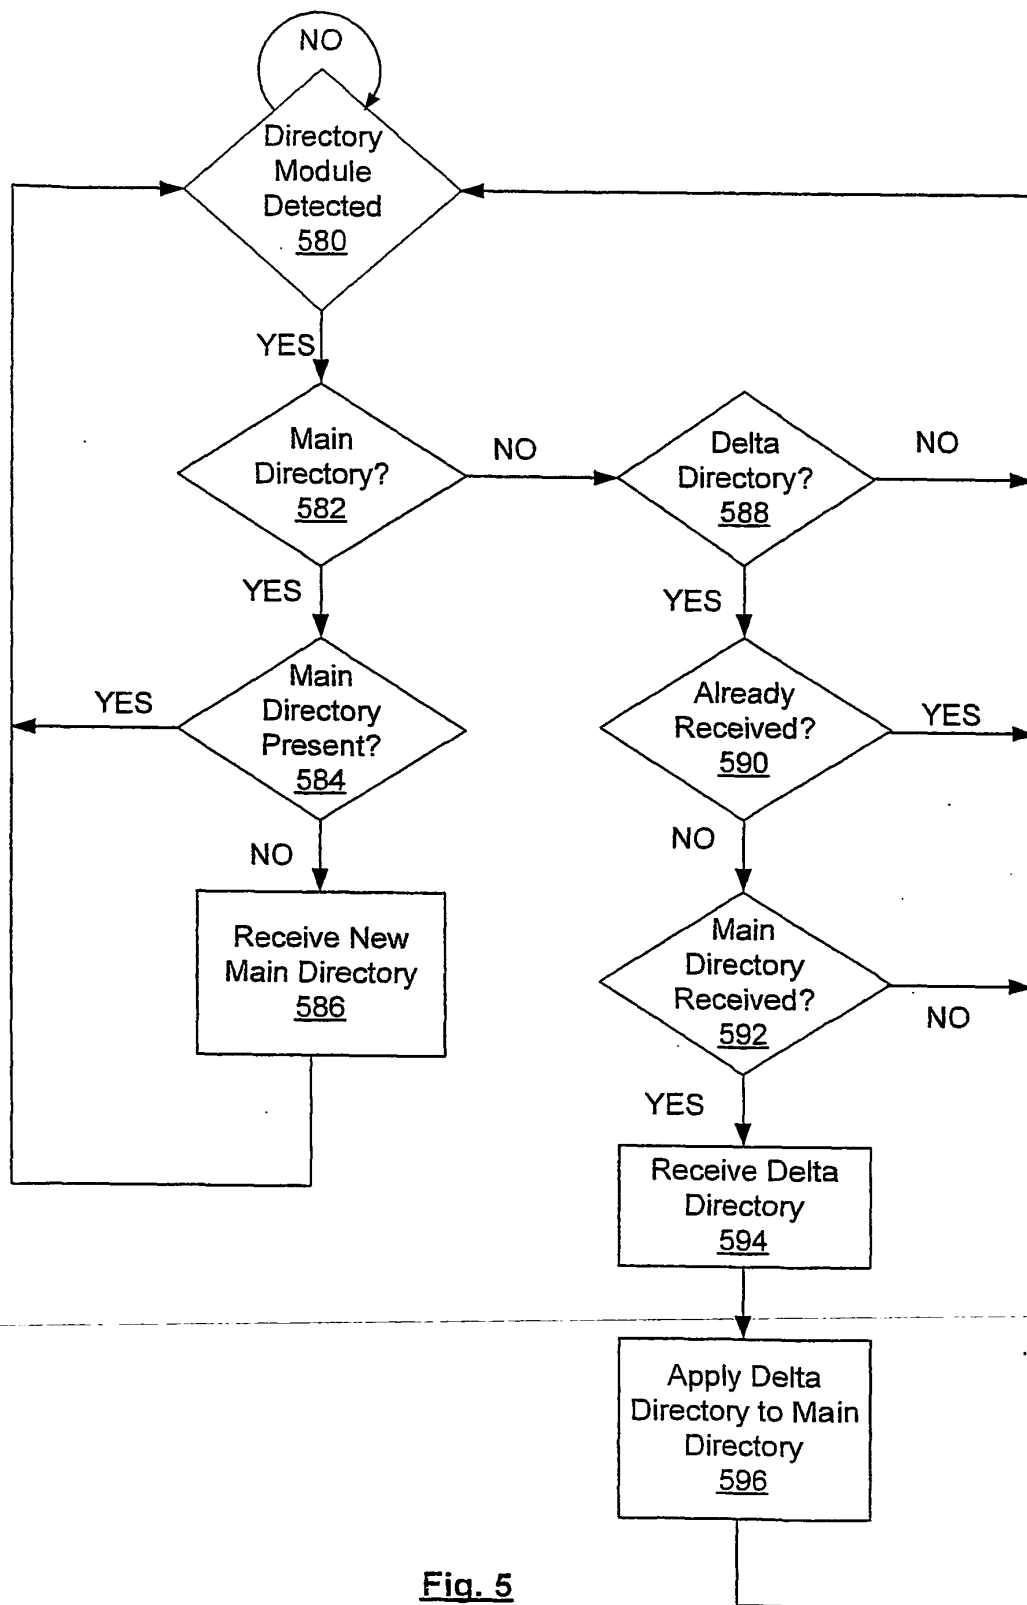 NO
Directory
Module
Detected
580
YES
Main
Directory?
582
NO
Delta
Directory?
588
NO
YES
YES
Main
Directory
Present?
584
YES
Already
Received?
590
YES
NO
NO
Receive New
Main Directory
586
Main
Directory
Received?
592
NO
YES
Receive Delta
Directory
594
Apply Delta
Directory to Main
Directory
596
Fig. 5